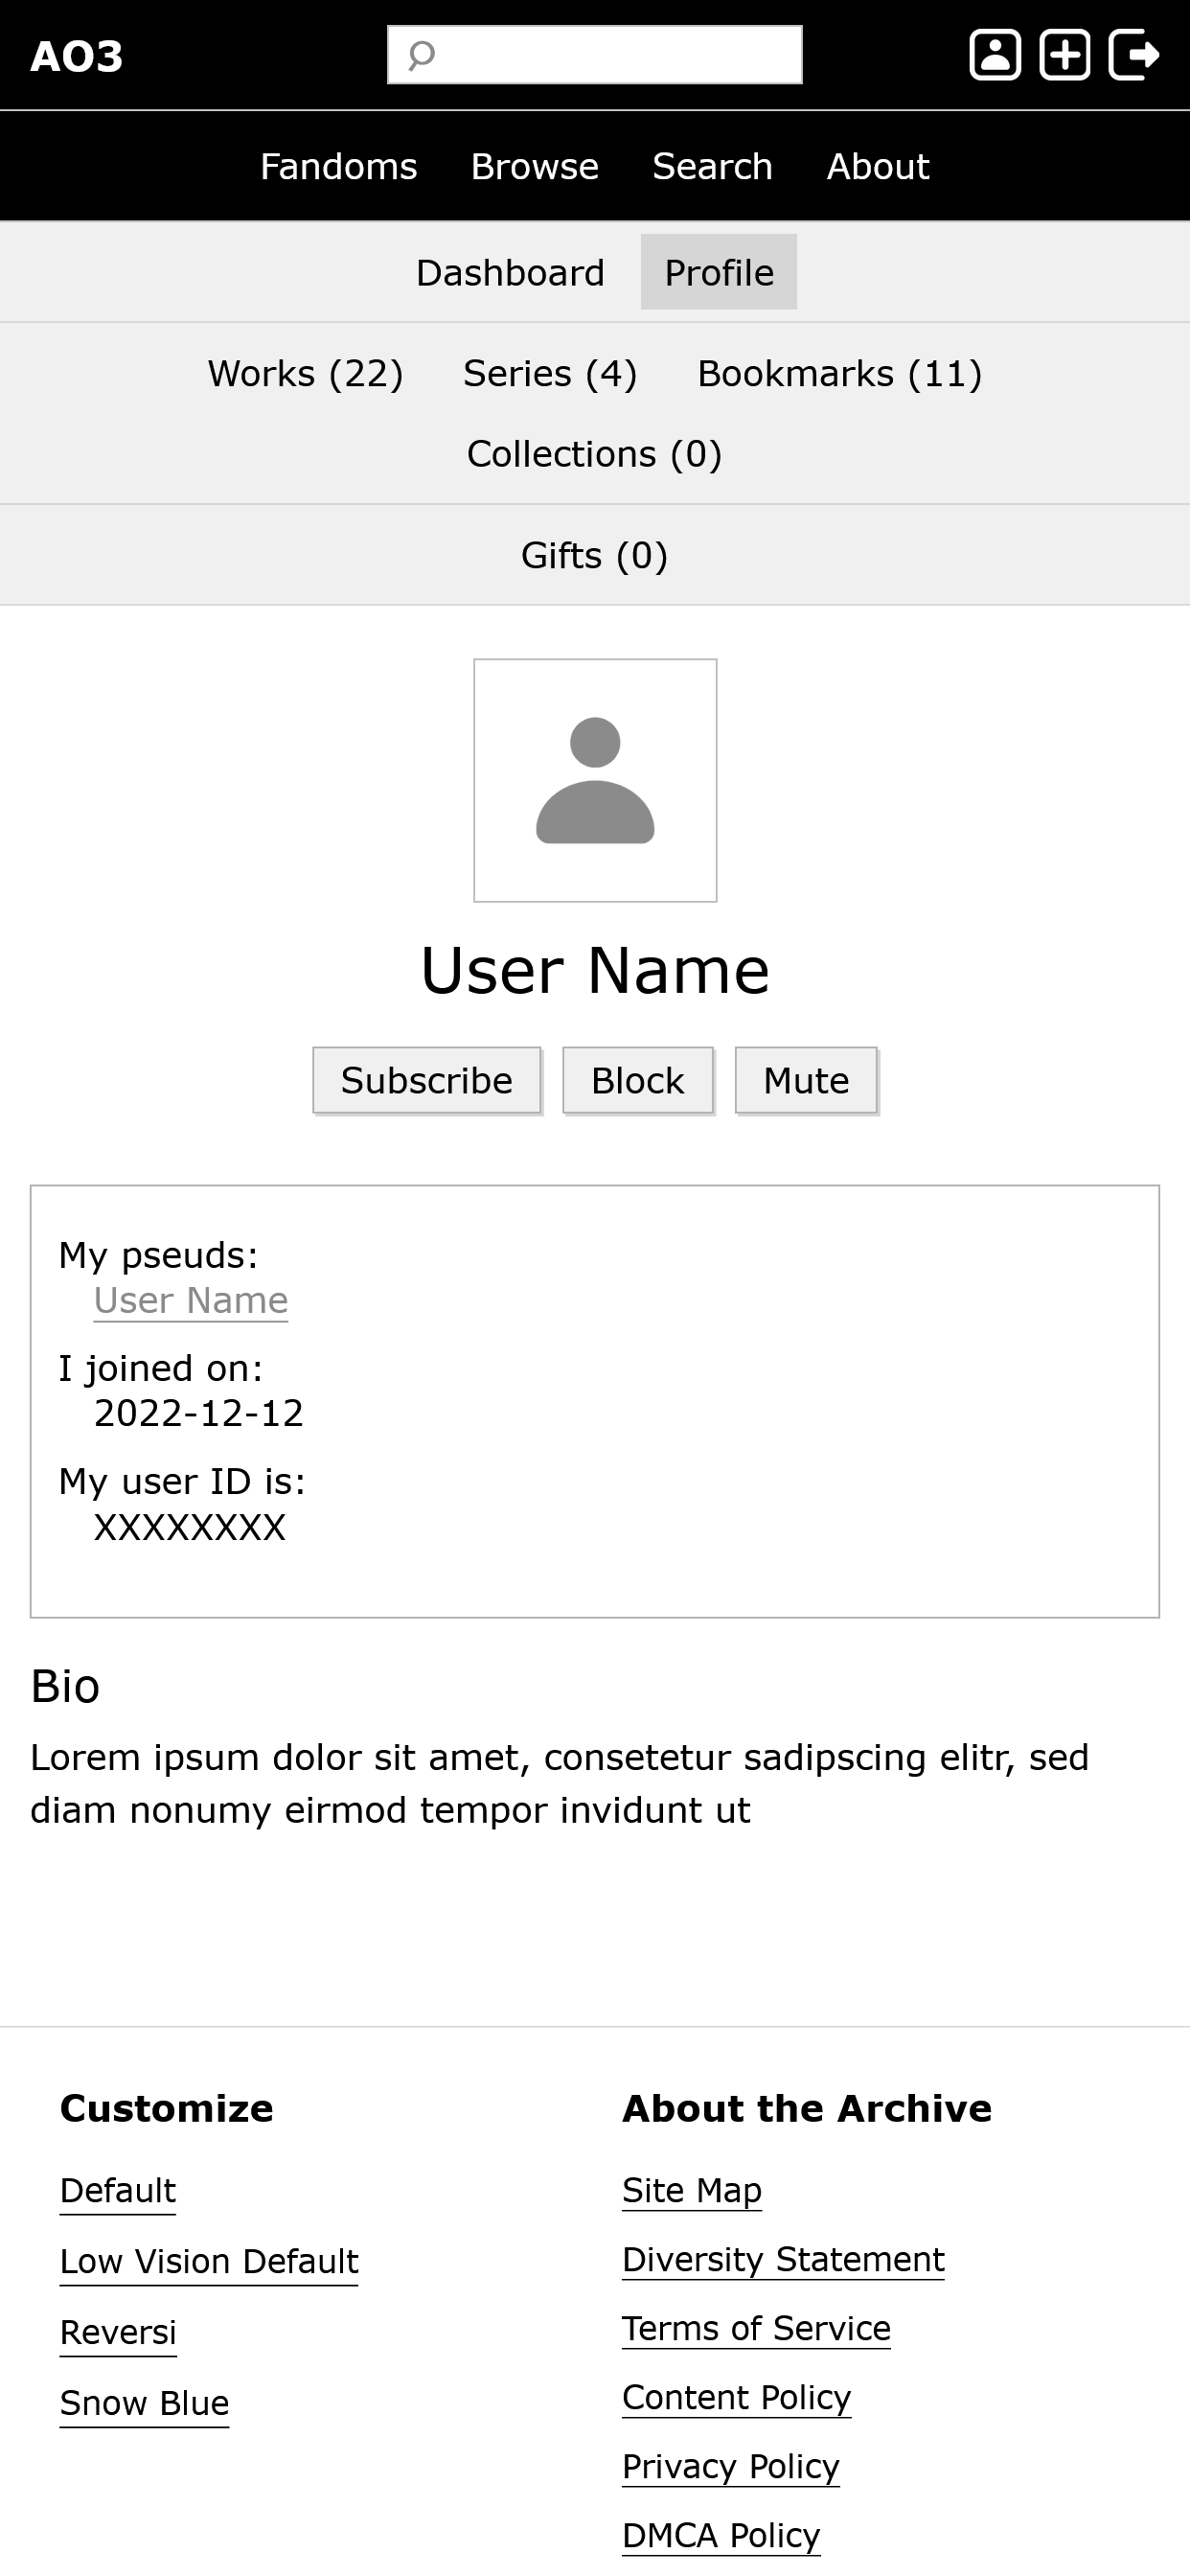 AO3
Fandoms Browse Search About
Dashboard Profile
Works (22) Series (4) Bookmarks (11)
Collections (0)
Gifts (0)
User Name
Subscribe Block Mute
My pseuds:
User Name
I joined on:
2022-12-12
My user ID is:
XXXXXXXX
Bio
Lorem ipsum dolor sit amet, consetetur sadipscing elitr, sed
diam nonumy eirmod tempor invidunt ut
Customize
Default
Low Vision Default
Reversi
Snow Blue
About the Archive
Site Map
Diversity Statement
Terms of Service
Content Policy
Privacy Policy
DMCA Policy